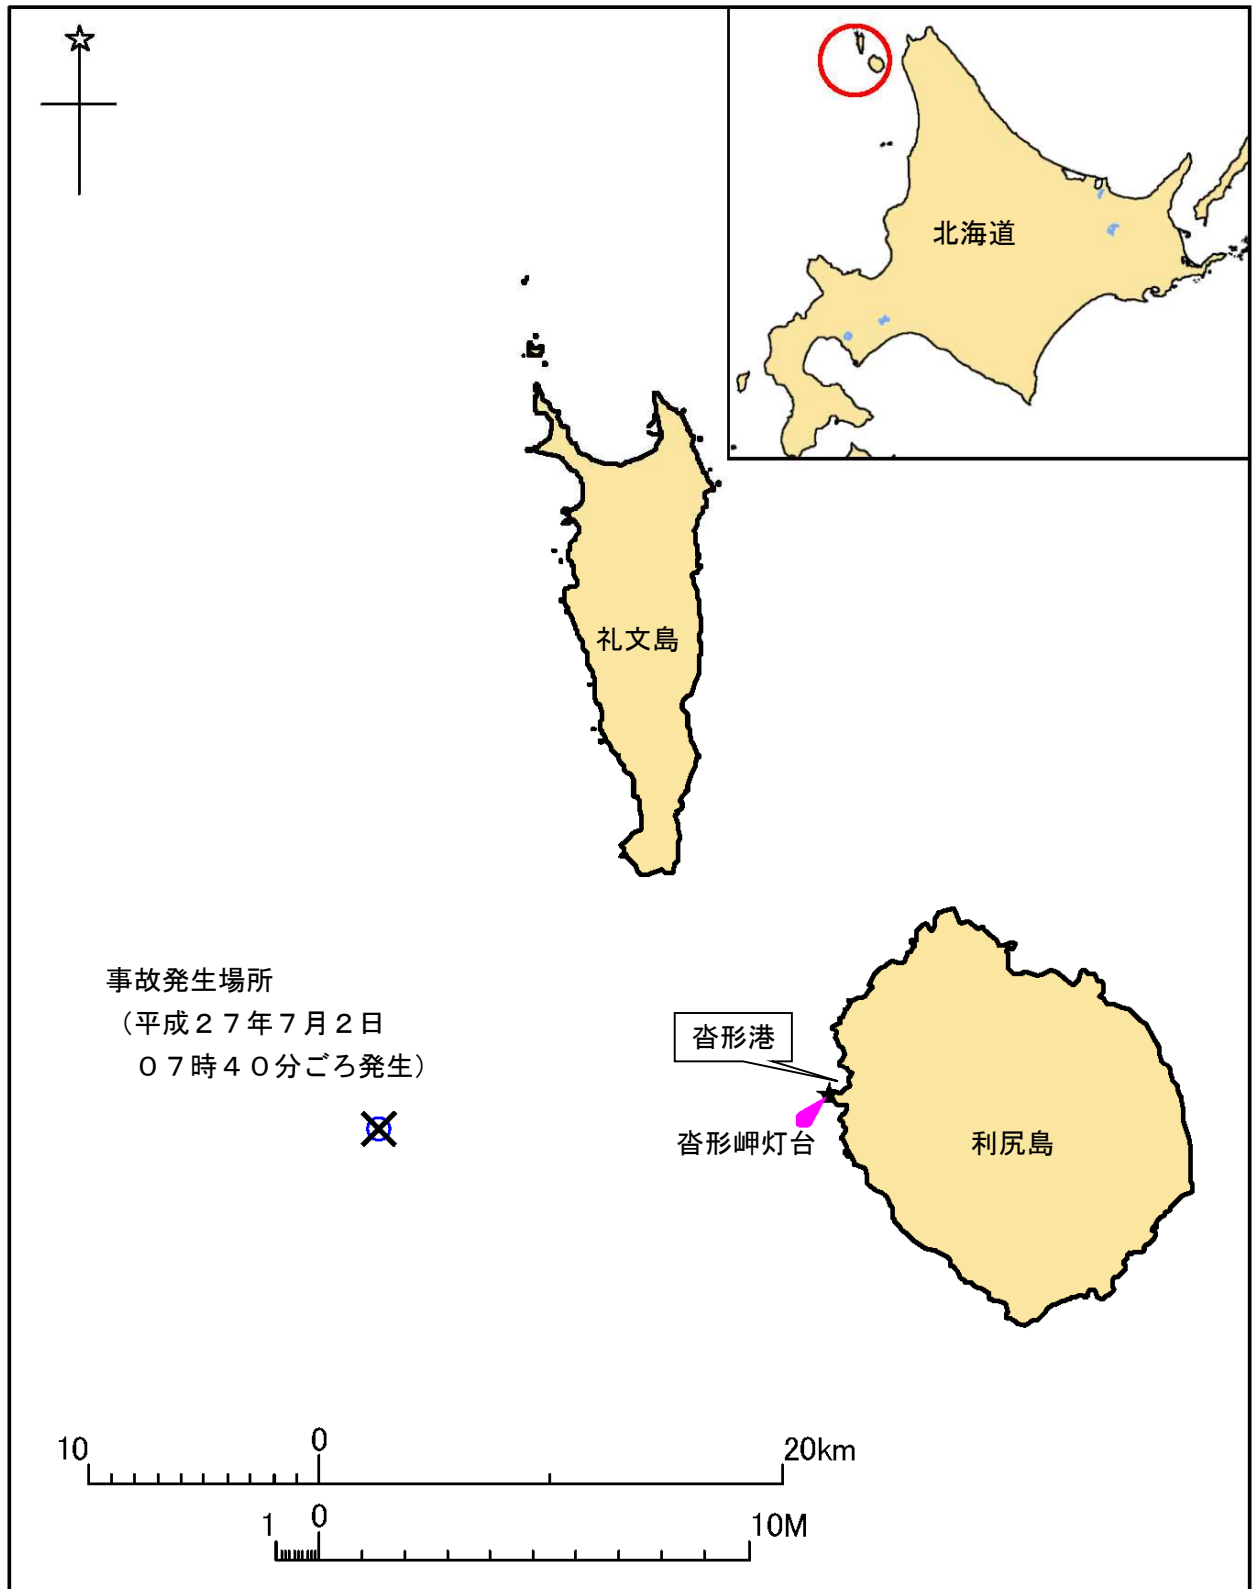 北海道
礼文島
事故発生場所
（平成２７年７月２日
０７時４０分ごろ発生）
沓形港
沓形岬灯台
利尻島
10 0 20km
1 0 10M